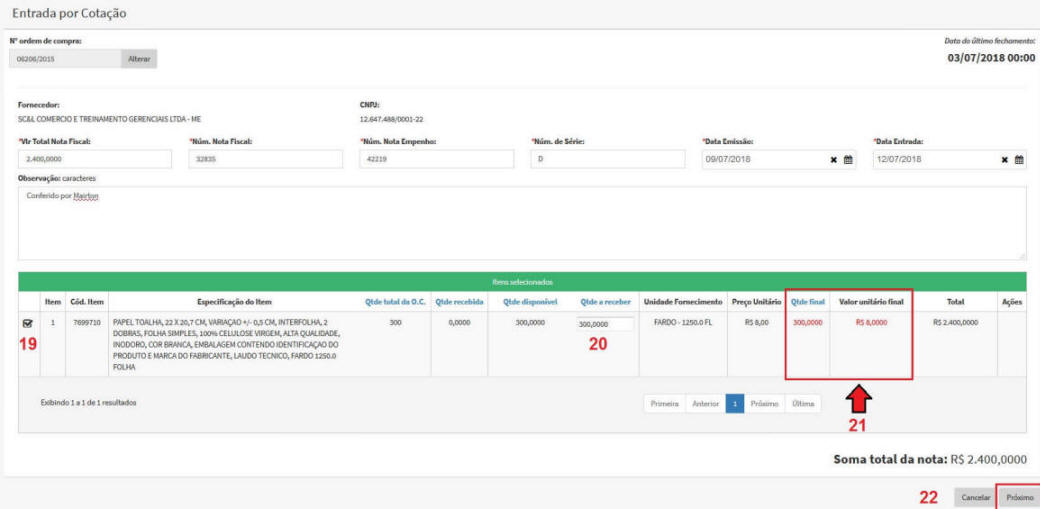 Entrada por Cotação
N° ordem de compra:
Data do último fechamento:
06206/2015
Alterar
03/07/2018 00:00
Fornecedor:
CNPJ:
SC&L COMERCIO E TREINAMENTO GERENCIAIS LTDA - ME
12.647.488/0001-22
*Vlr Total Nota Fiscal:
*Núm. Nota Fiscal:
*Núm. Nota Empenho:
*Núm. de Série:
*Data Emissão:
*Data Entrada:
2.400,0000
32835
42219
D
09/07/2018
12/07/2018
Observação: caracteres
Conferido por Mairlon
Itens selecionados
Item Cód. Item Especificação do Item Qtde total da O.C. Qtde recebida Qtde disponível Qtde a receber Unidade Fornecimento Preço Unitário Qtde final Valor unitário final Total Ações
1 7699710 PAPEL TOALHA, 22 X 20,7 CM, VARIAÇAO +/- 0,5 CM, INTERFOLHA, 2 300 0,0000 300,0000 300,0000 FARDO - 1250.0 FL R$ 8,00 300,0000 R$ 8,0000 R$ 2.400,0000
DOBRAS, FOLHA SIMPLES, 100% CELULOSE VIRGEM, ALTA QUALIDADE,
INODORO, COR BRANCA, EMBALAGEM CONTENDO IDENTIFICAÇAO DO
PRODUTO E MARCA DO FABRICANTE, LAUDO TECNICO, FARDO 1250.0
FOLHA
19
20
Exibindo 1 a 1 de 1 resultados
Primeira Anterior 1 Próximo Última
21
Soma total da nota: R$ 2.400,0000
22
Cancelar
Próximo